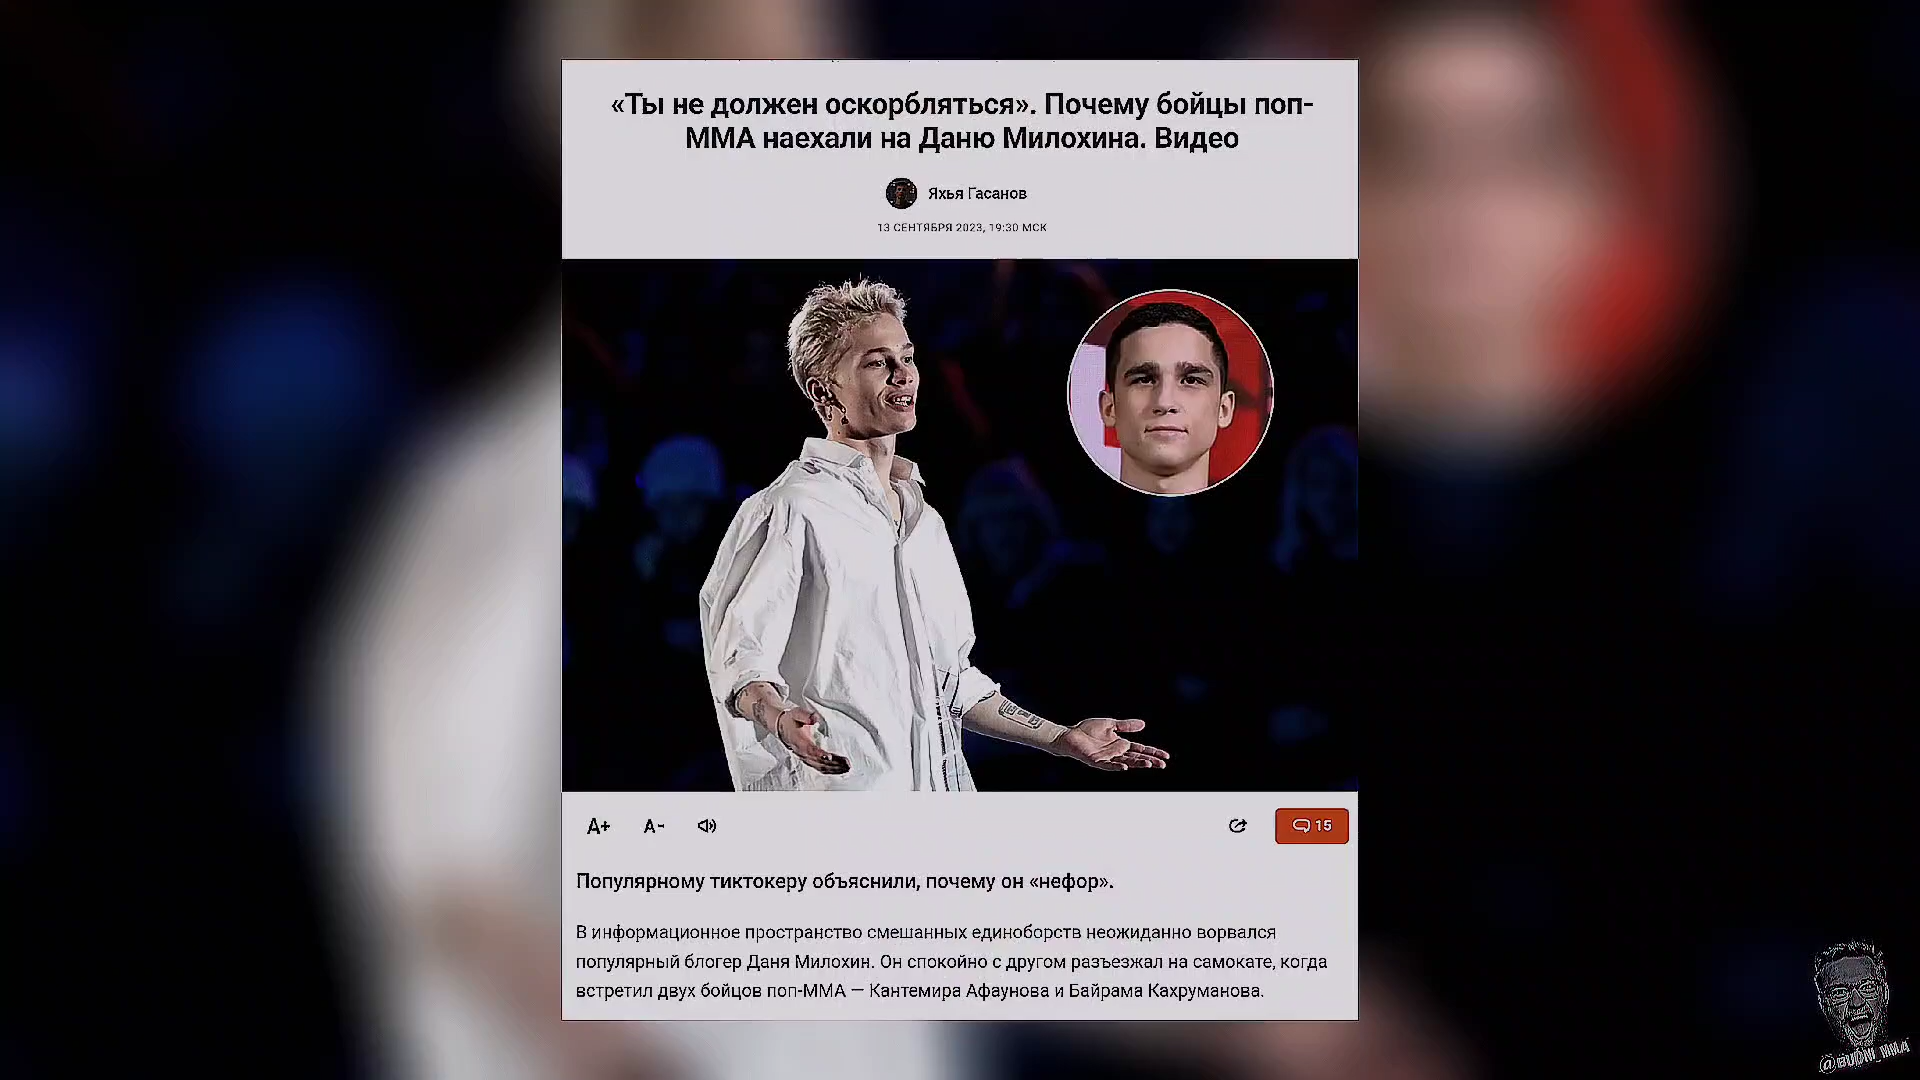 «Ты не должен оскорбляться». Почему бойцы поп-
ММА наехали на Даню Милохина. Видео
Яхья Гасанов
13 СЕНТЯБРЯ 2023, 19:30 МСК
A+
A-
15
Популярному тиктокеру объяснили, почему он «нефор».
В информационное пространство смешанных единоборств неожиданно ворвался
популярный блогер Даня Милохин. Он спокойно с другом разъезжал на самокате, когда
встретил двух бойцов поп-ММА — Кантемира Афаунова и Байрама Кахруманова.
@BUDNI_MMA